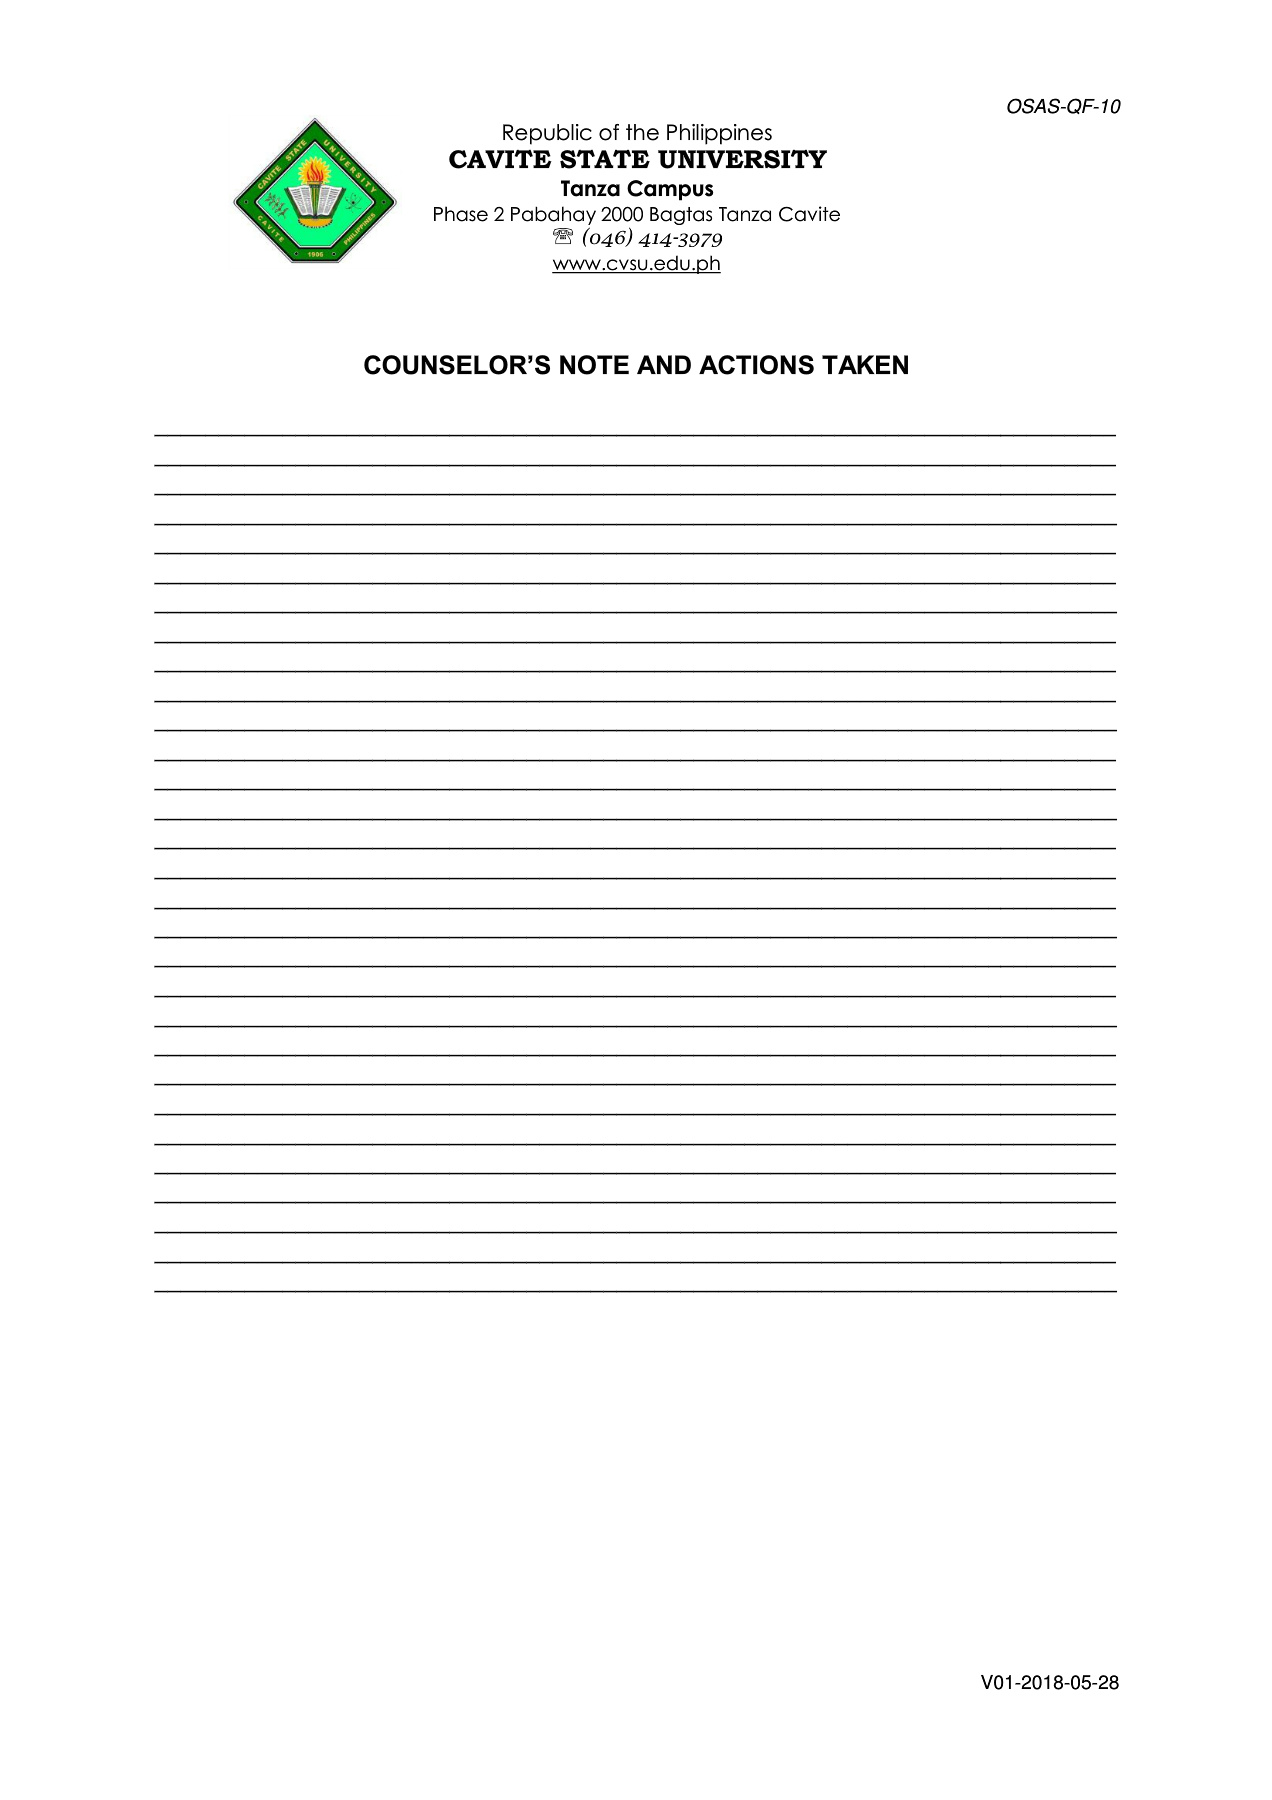 OSAS-QF-10
Republic of the Philippines
CAVITE STATE UNIVERSITY
Tanza Campus
Phase 2 Pabahay 2000 Bagtas Tanza Cavite
☏ (046) 414-3979
www.cvsu.edu.ph
CAVITE STATE UNIVERSITY
CAVITE PHILIPPINES
1906
COUNSELOR’S NOTE AND ACTIONS TAKEN
V01-2018-05-28